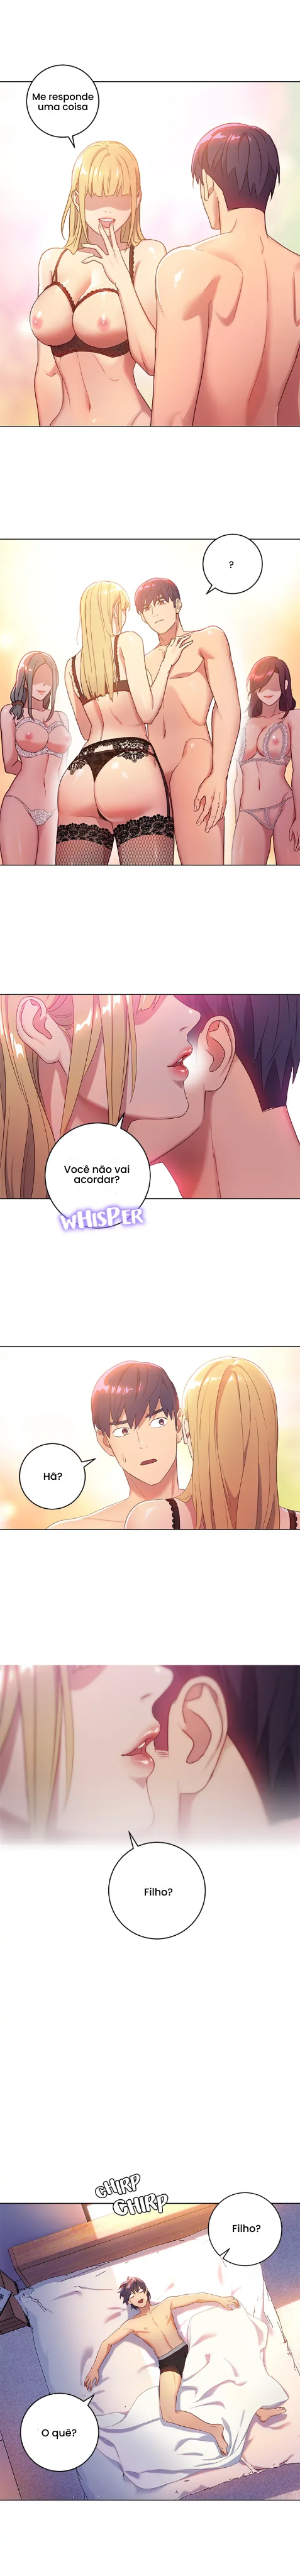 Me responde
uma coisa
?
Você não vai
acordar?
WHISPER
Hã?
Filho?
CHIRP
CHIRP
Filho?
O quê?